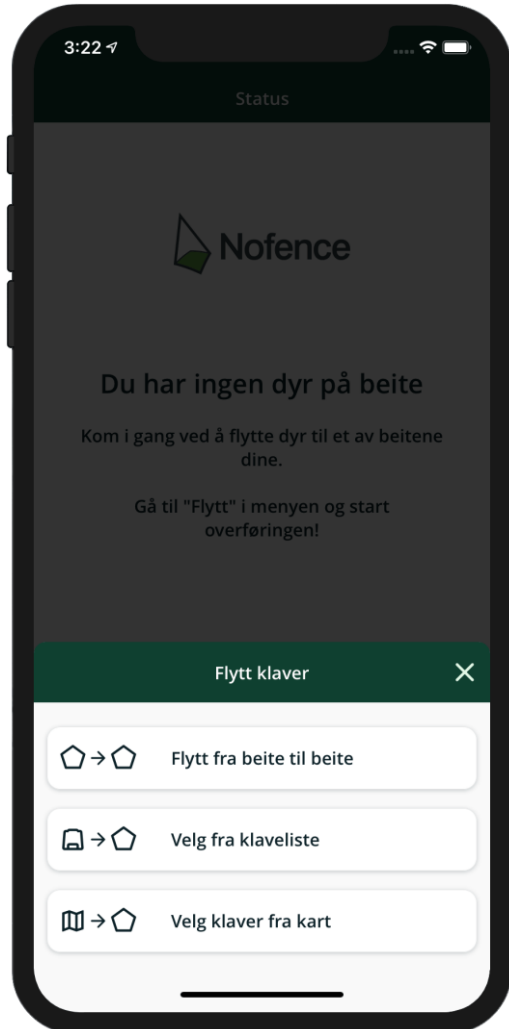 3:22
Status
Nofence
Du har ingen dyr på beite
Kom i gang ved å flytte dyr til et av beitene
dine.
Gå til "Flytt" i menyen og start
overføringen!
Flytt klaver
Flytt fra beite til beite
Velg fra klaveliste
Velg klaver fra kart